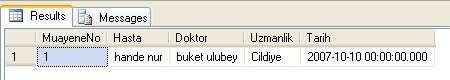 Results Messages
MuayeneNo Hasta Doktor Uzmanlik Tarih
1 1 hande nur buket ulubey Cildiye 2007-10-10 00:00:00.000